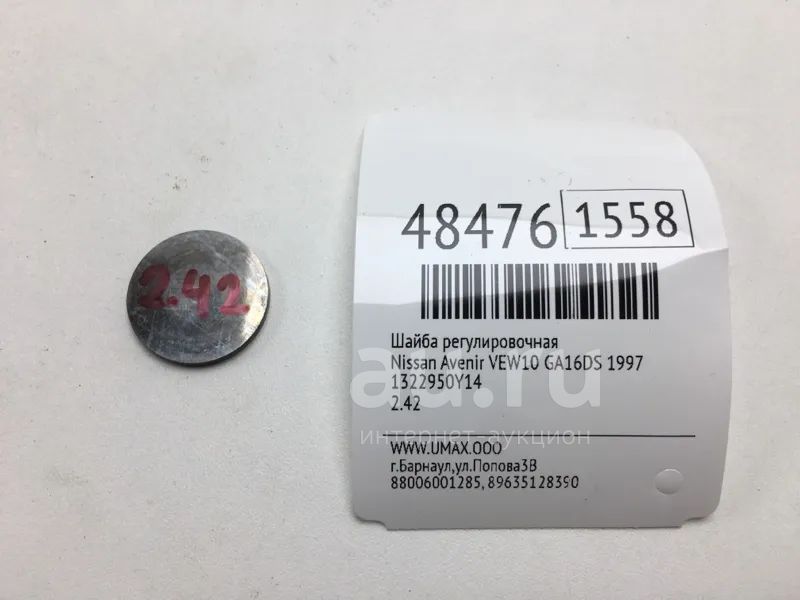 2.42
48476 1558
Шайба регулировочная
Nissan Avenir VEW10 GA16DS 1997
1322950Y14
2.42
au.ru
интернет аукцион
WWW.UMAX.OOO
г.Барнаул,ул.Попова3В
88006001285, 89635128390